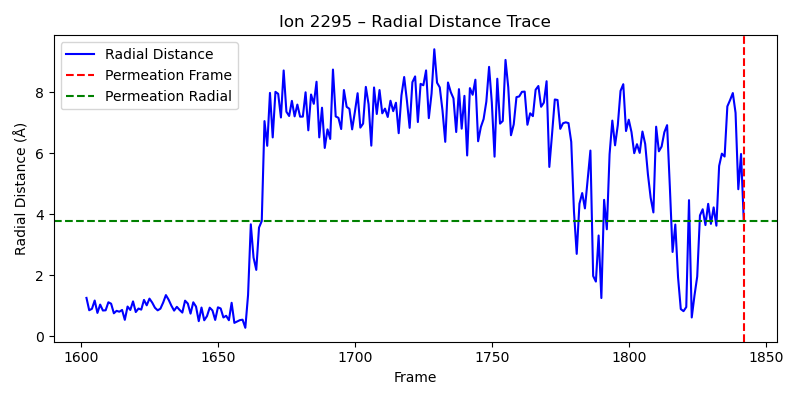 Ion 2295 – Radial Distance Trace
Radial Distance
Permeation Frame
Permeation Radial
Radial Distance (Å)
8
6
4
2
0
1600
1650
1700
1750
1800
1850
Frame